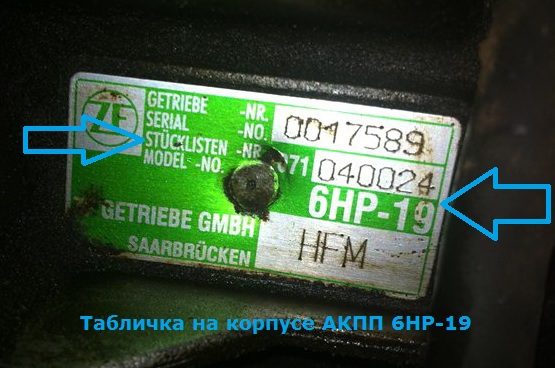 ZF
GETRIEBE -NR.
SERIAL -NO. 0047589
STÜCKLISTEN -NR
MODEL -NO. 071 040024
6HP-19
GETRIEBE GMBH
SAARBRÜCKEN HFM
Табличка на корпусе АКПП 6HP-19